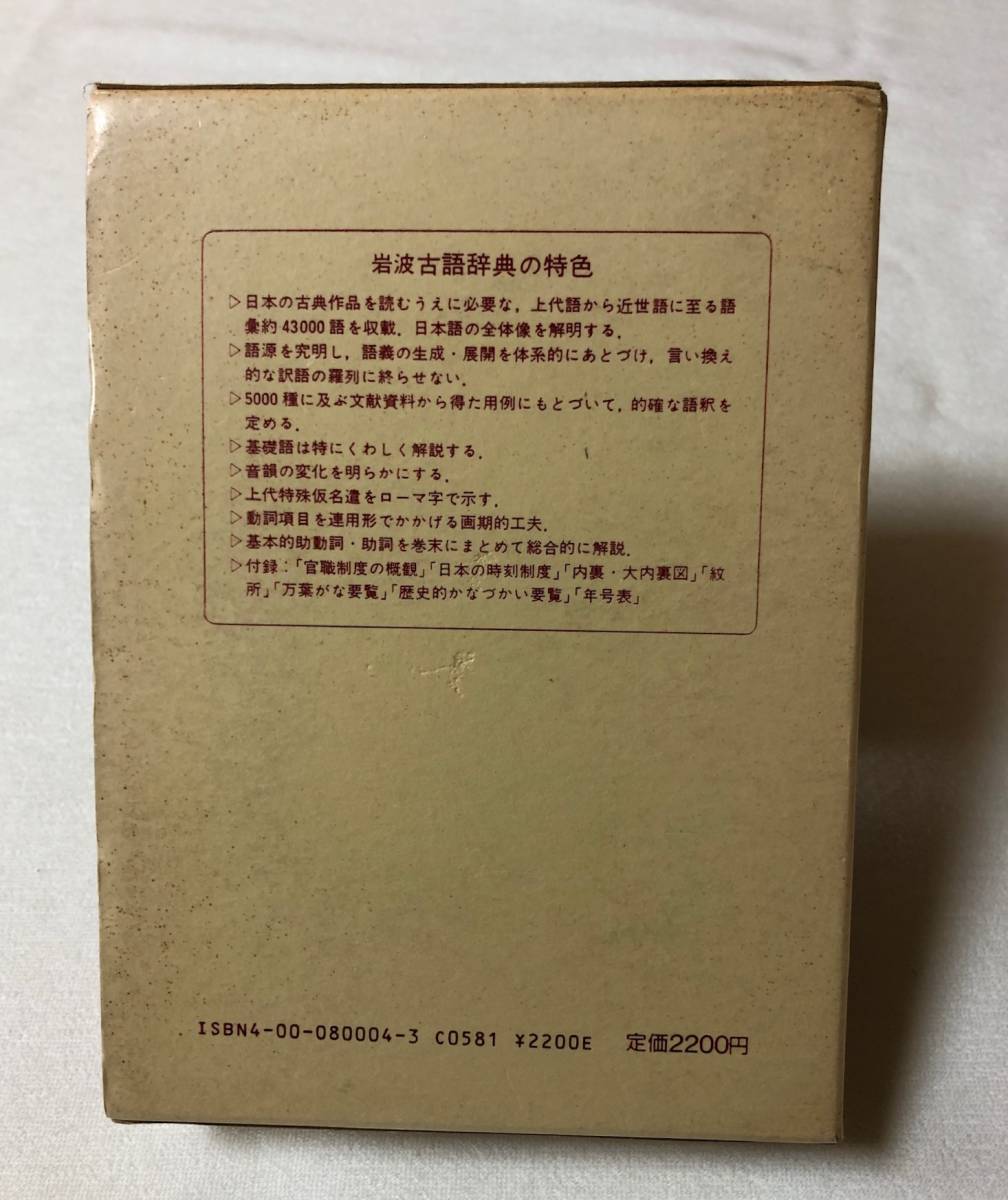 岩波古語辞典の特色
▷日本の古典作品を読むうえに必要な，上代語から近世語に至る語
彙約43000語を収載．日本語の全体像を解明する．
▷語源を究明し，語義の生成・展開を体系的にあとづけ，言い換え
的な訳語の羅列に終らせない．
▷5000種に及ぶ文献資料から得た用例にもとづいて，的確な語釈を
定める．
▷基礎語は特にくわしく解説する．
▷音韻の変化を明らかにする．
▷上代特殊仮名遣をローマ字で示す．
▷動詞項目を連用形でかかげる画期的工夫．
▷基本的助動詞・助詞を巻末にまとめて総合的に解説．
▷付録：「官職制度の概観」「日本の時刻制度」「内裏・大内裏図」「紋
所」「万葉がな要覧」「歴史的かなづかい要覧」「年号表」
ISBN4-00-080004-3 C0581 ¥2200E 定価2200円